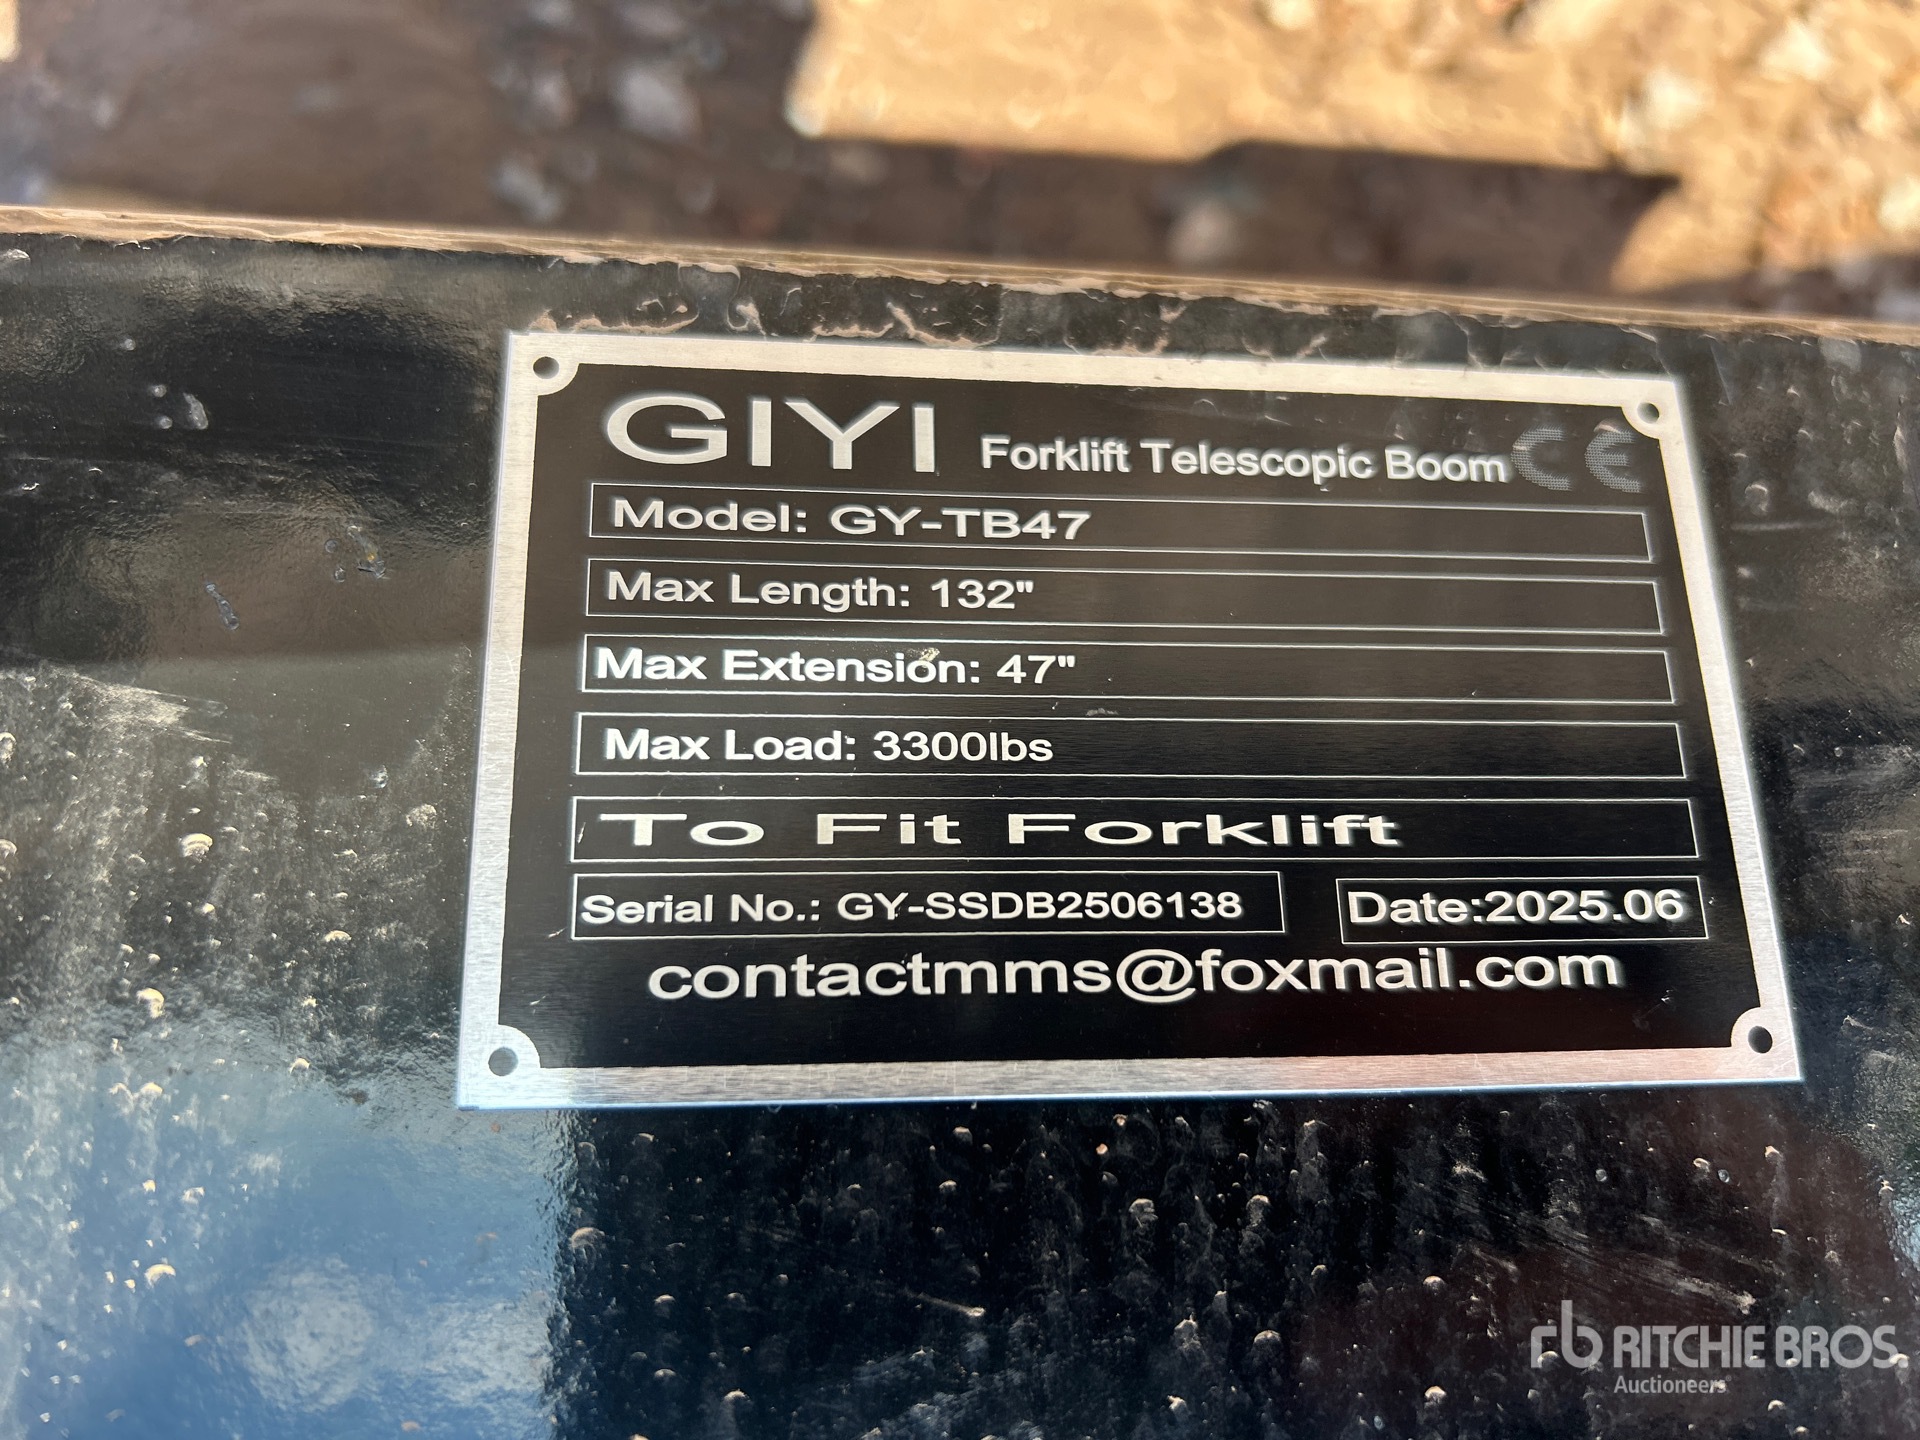 GIYI Forklift Telescopic Boom CE
Model: GY-TB47
Max Length: 132"
Max Extension: 47"
Max Load: 3300lbs
To Fit Forklift
Serial No.: GY-SSDB2506138 Date:2025.06
contactmms@foxmail.com
rb RITCHIE BROS.
Auctioneers